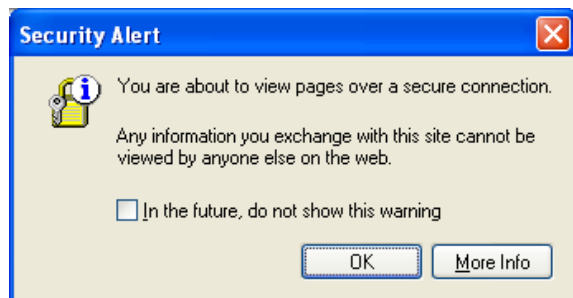 Security Alert
You are about to view pages over a secure connection.
Any information you exchange with this site cannot be
viewed by anyone else on the web.
In the future, do not show this warning
OK
More Info